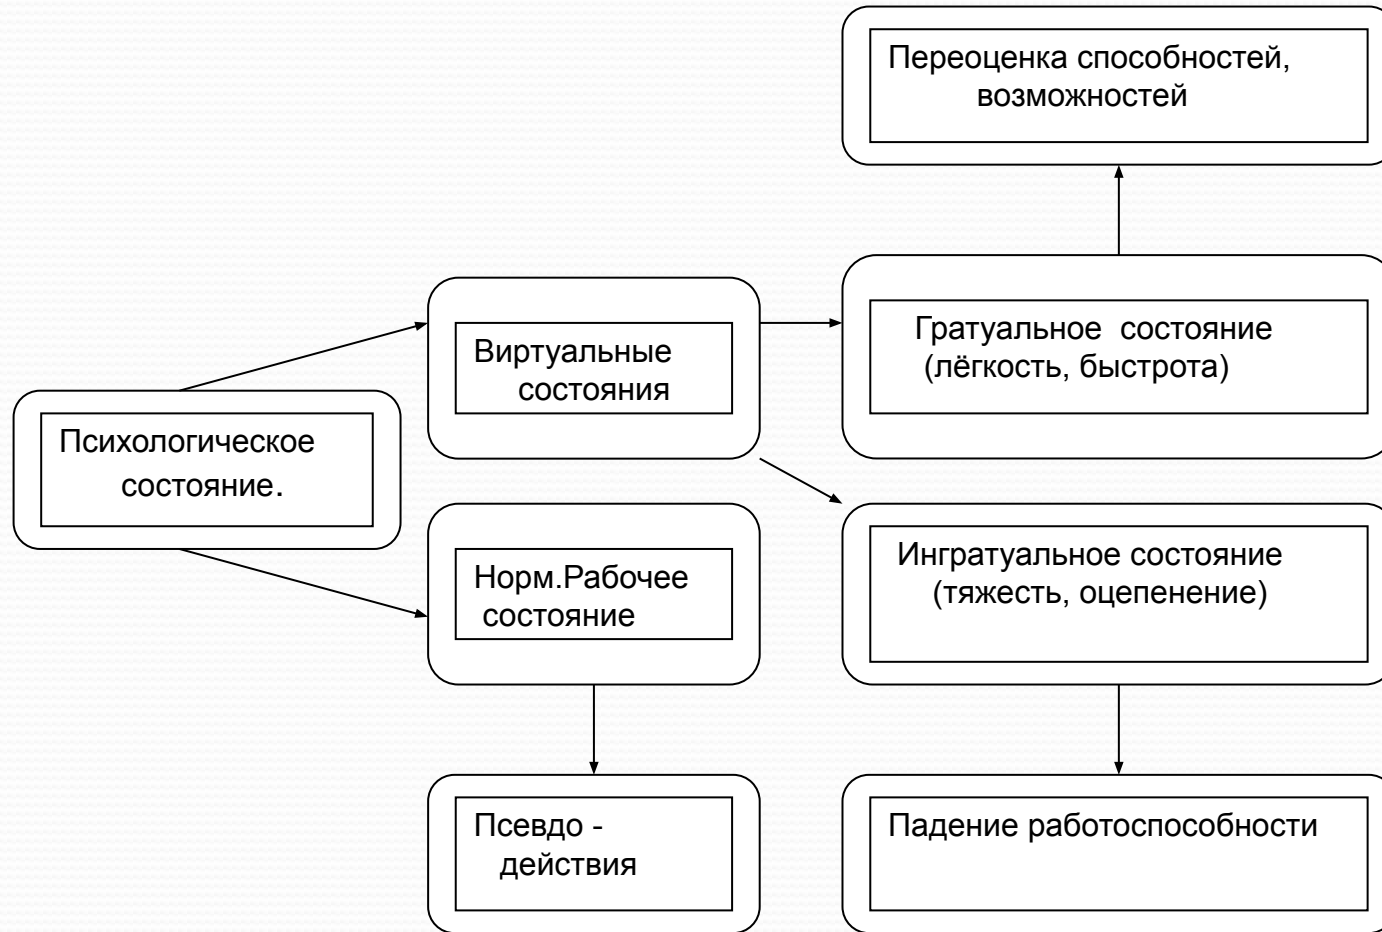 Переоценка способностей,
возможностей
Виртуальные
состояния
Гратуальное состояние
(лёгкость, быстрота)
Психологическое
состояние.
Норм.Рабочее
состояние
Ингратуальное состояние
(тяжесть, оцепенение)
Псевдо -
действия
Падение работоспособности